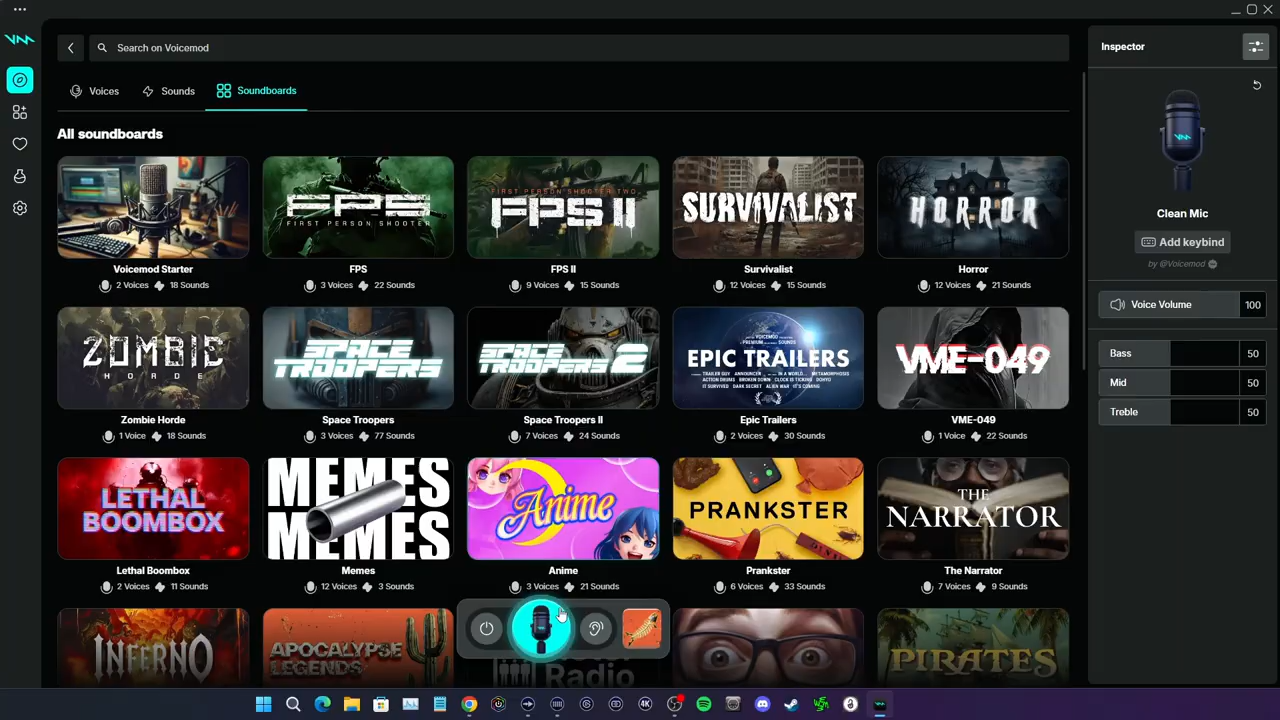 Search on Voicemod
Inspector
Voices
Sounds
Soundboards
All soundboards
FPS
FIRST PERSON SHOOTER
FIRST PERSON SHOOTER TWO
FPS II
SURVIVALIST
HORROR
Voicemod Starter
2 Voices 18 Sounds
FPS
3 Voices 22 Sounds
FPS II
9 Voices 15 Sounds
Survivalist
12 Voices 15 Sounds
Horror
12 Voices 21 Sounds
ZOMBIE
HORDE
SPACE
TROOPERS
SPACE
TROOPERS 2
EPIC TRAILERS
VME-049
Zombie Horde
1 Voice 18 Sounds
Space Troopers
3 Voices 77 Sounds
Space Troopers II
7 Voices 24 Sounds
Epic Trailers
2 Voices 30 Sounds
VME-049
1 Voice 22 Sounds
LETHAL
BOOMBOX
MEMES
MEMES
Anime
PRANKSTER
THE
NARRATOR
Lethal Boombox
2 Voices 11 Sounds
Memes
12 Voices 3 Sounds
Anime
3 Voices 21 Sounds
Prankster
6 Voices 33 Sounds
The Narrator
7 Voices 9 Sounds
INFERNO
APOCALYPSE
LEGENDS
Radio
PIRATES
Clean Mic
Add keybind
by @Voicemod
Voice Volume 100
Bass 50
Mid 50
Treble 50
4K